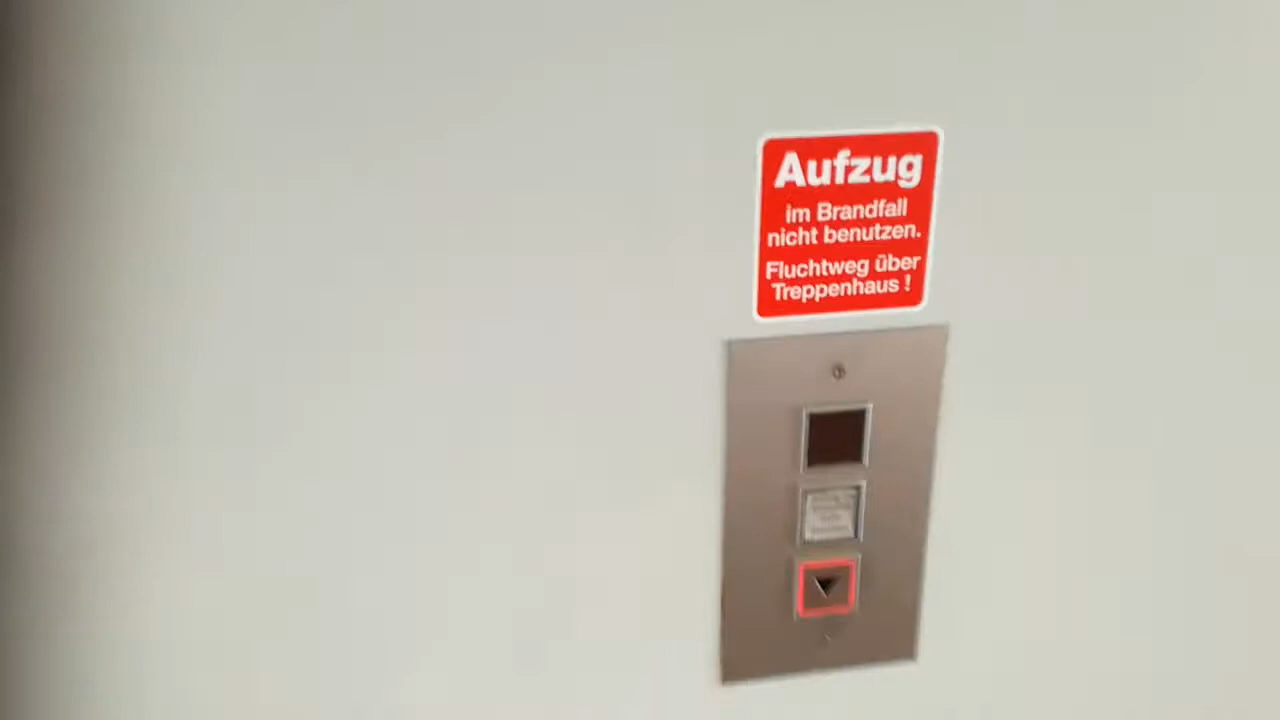 Aufzug
im Brandfall
nicht benutzen.
Fluchtweg über
Treppenhaus !